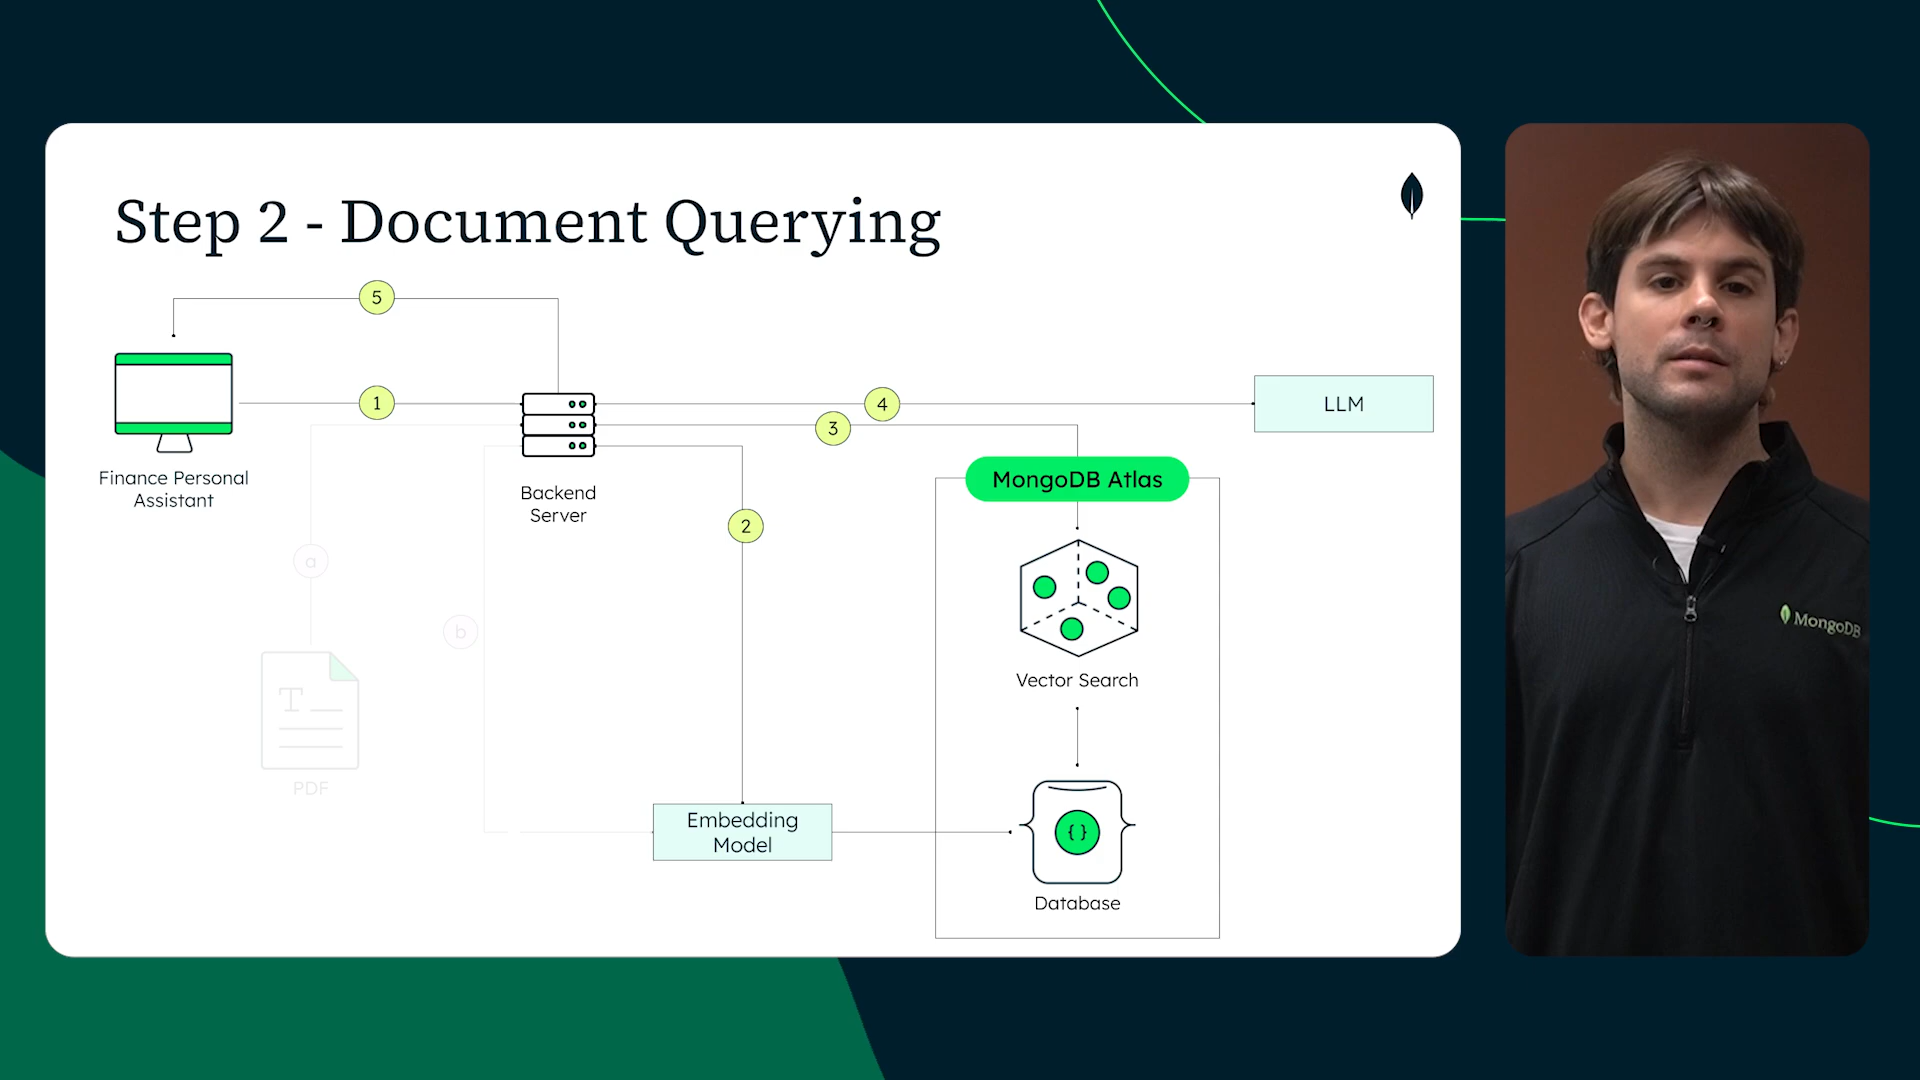 Step 2 - Document Querying
5
1
4
3
LLM
Finance Personal
Assistant
Backend
Server
MongoDB Atlas
2
a
b
T
MongoDB
Vector Search
PDF
Embedding
Model
{ }
Database